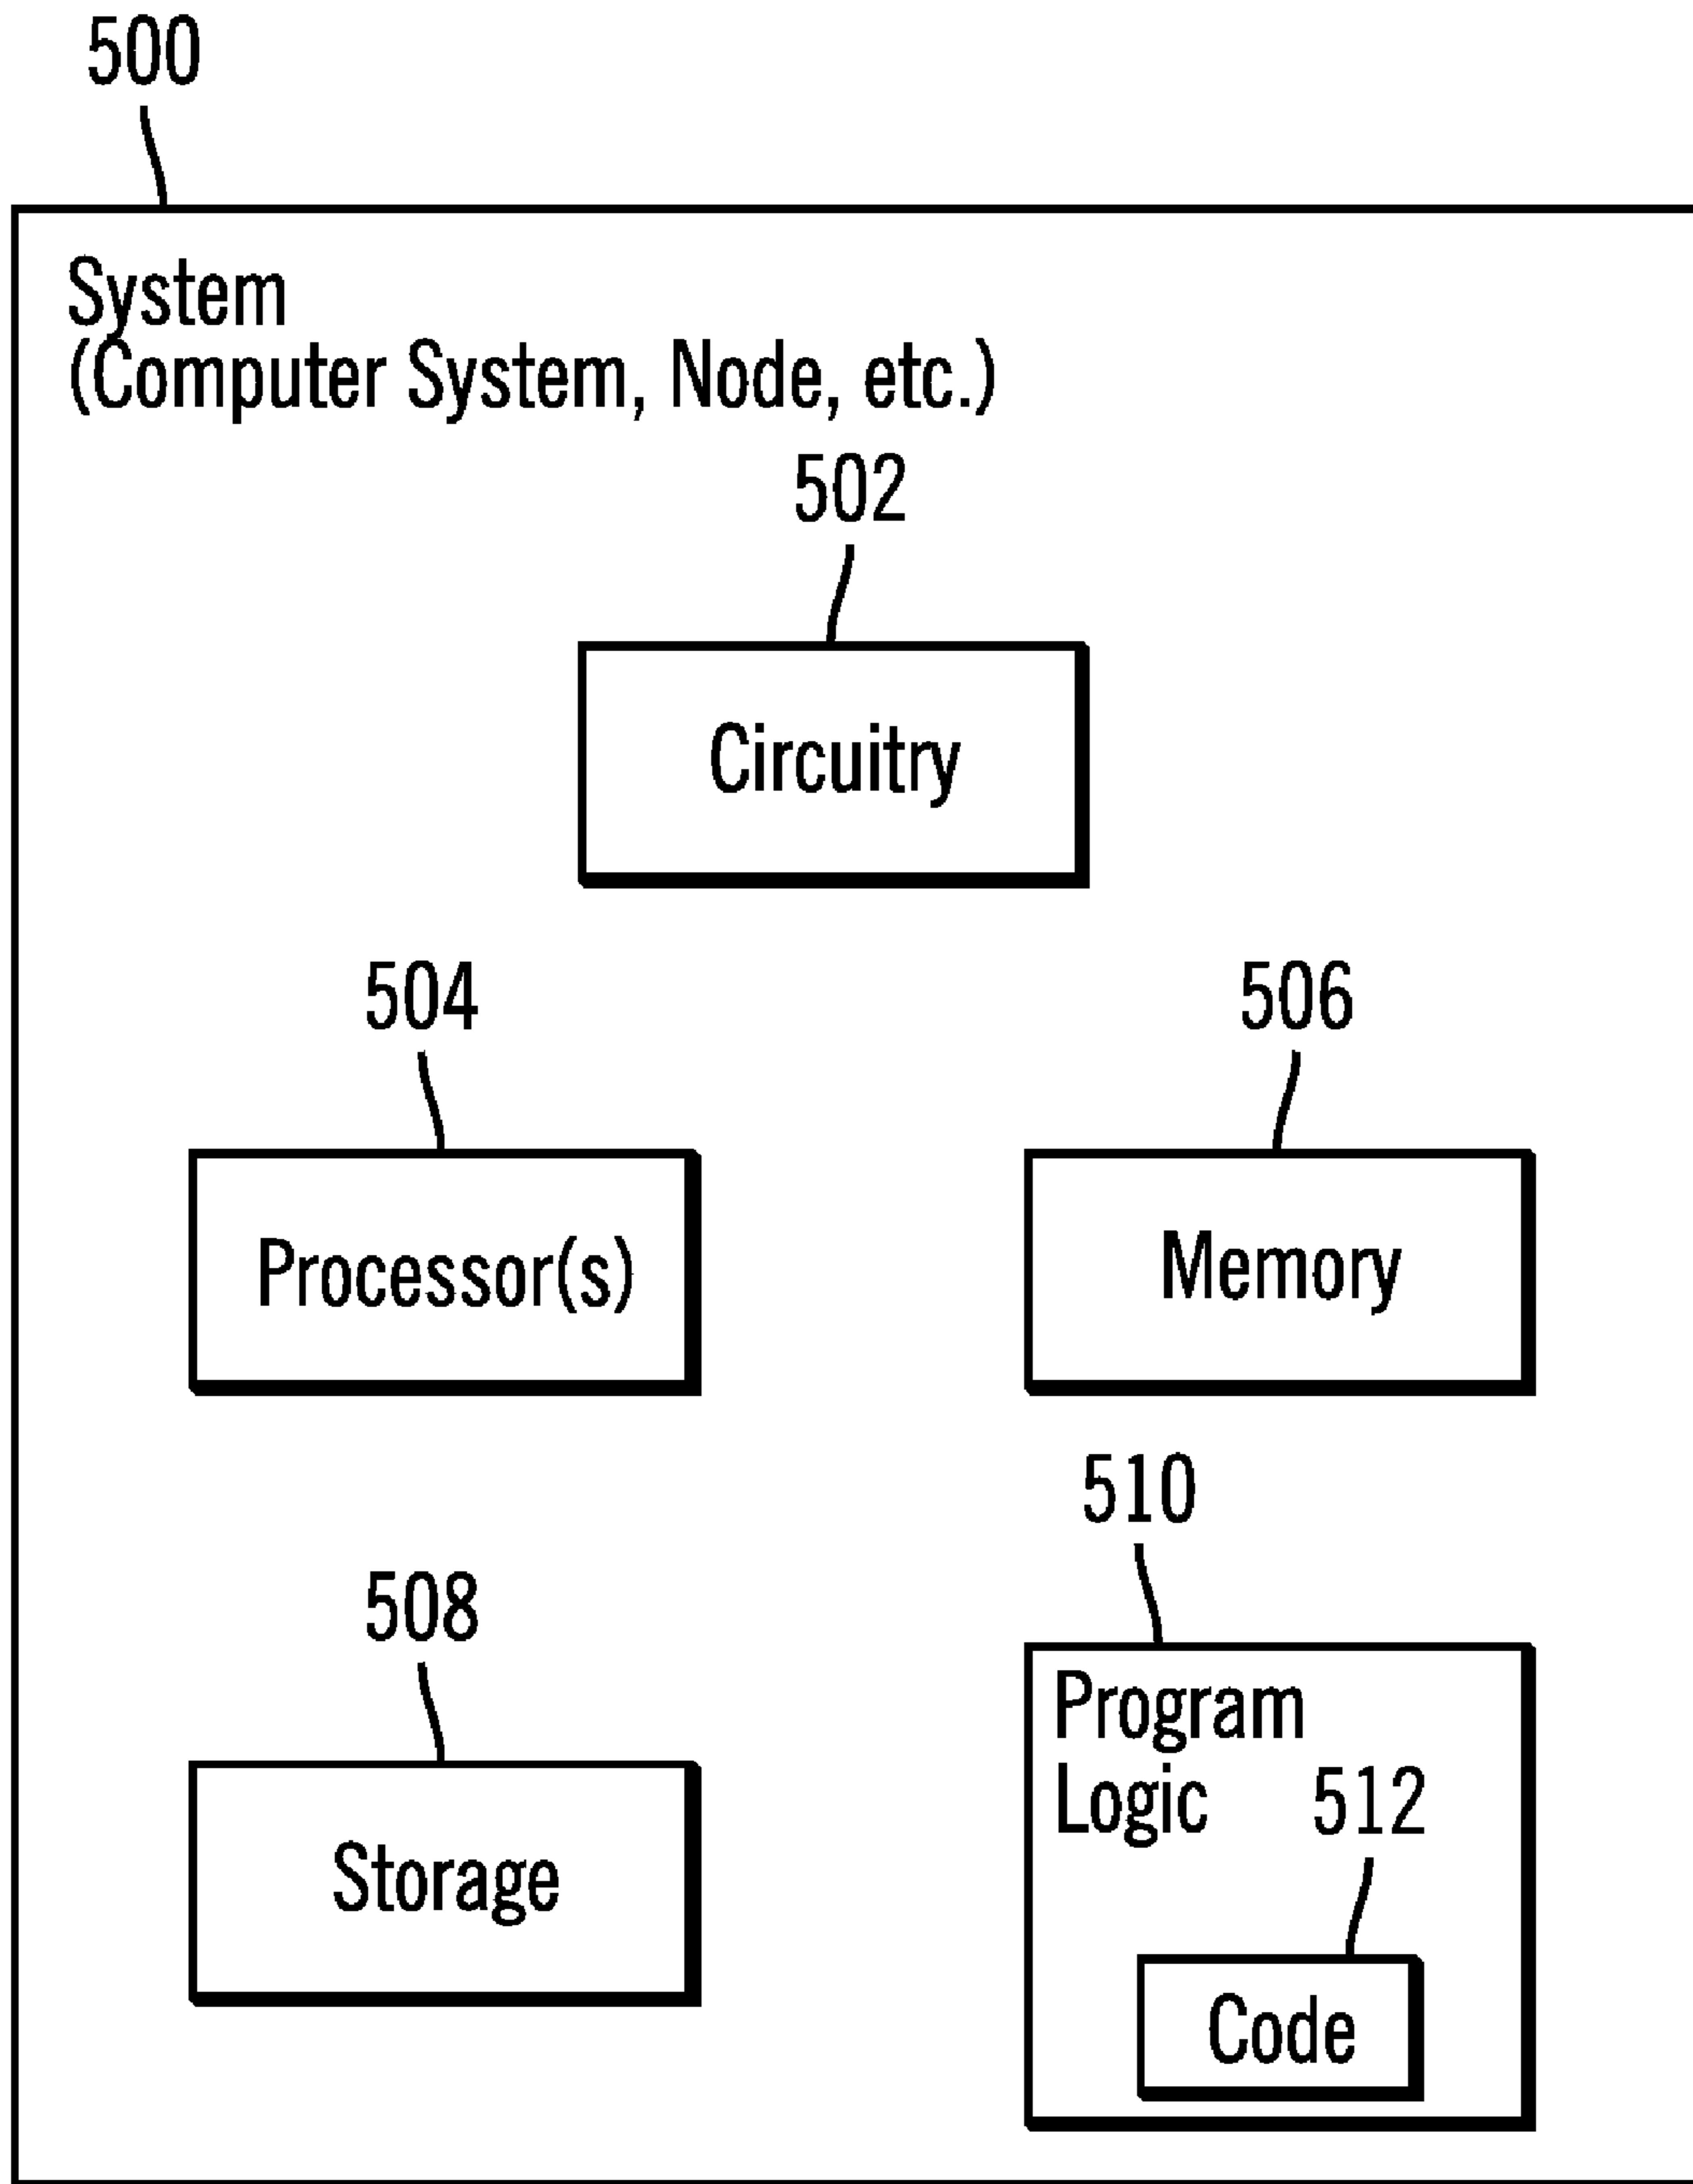 500
System
(Computer System, Node, etc.)
502
Circuitry
504
506
Processor(s)
Memory
510
508
Program
Logic
512
Storage
Code